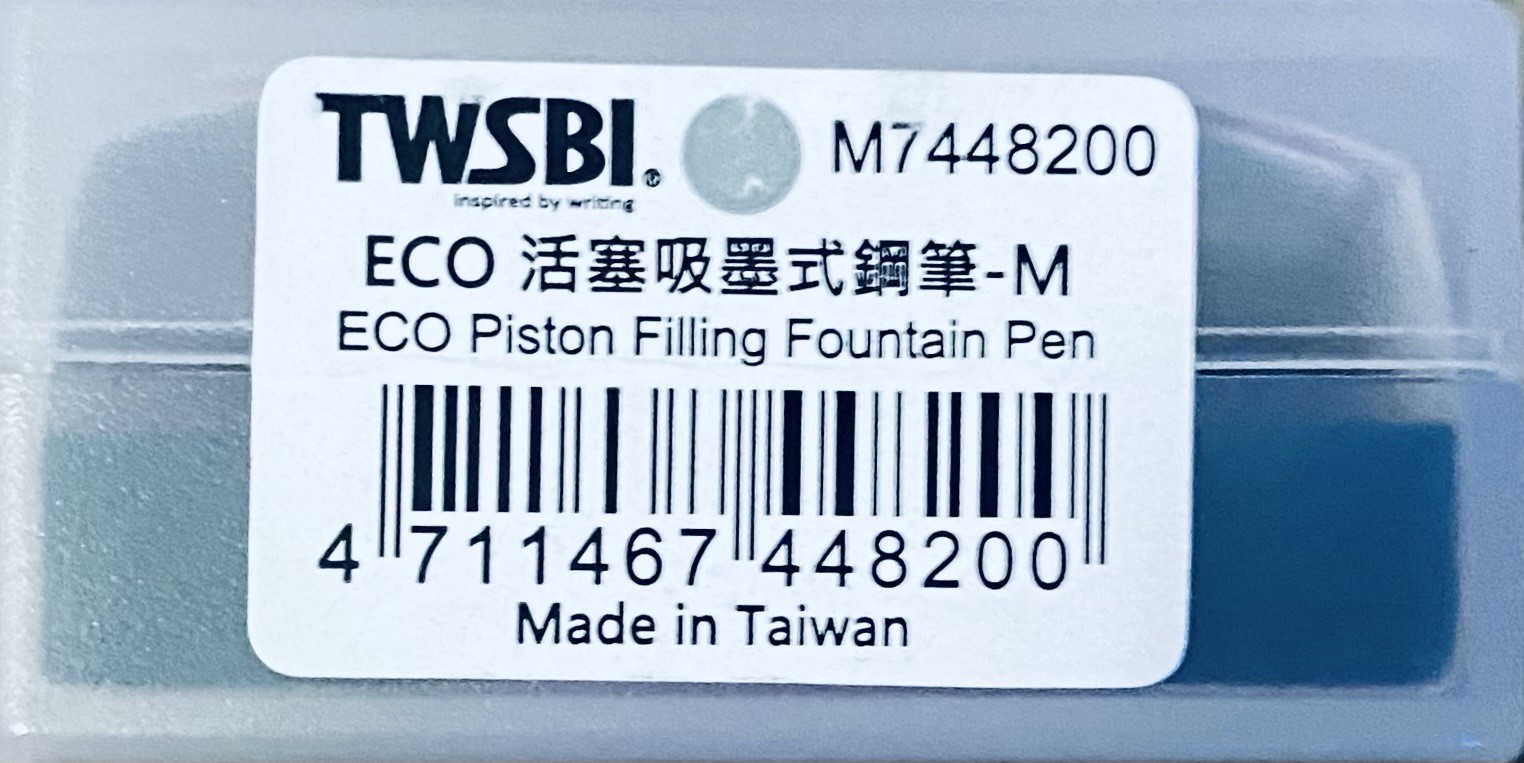 TWSBI® M7448200
inspired by writing
ECO 活塞吸墨式鋼筆-M
ECO Piston Filling Fountain Pen
4 711467 448200
Made in Taiwan